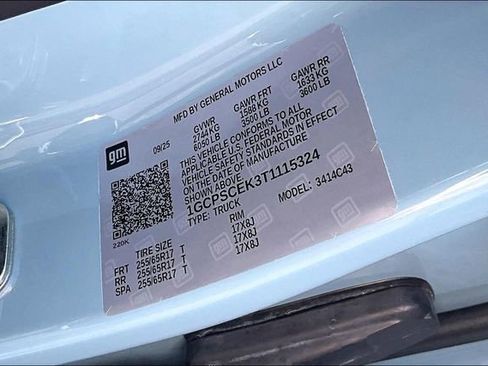 MFD BY GENERAL MOTORS LLC
gm
09/25
GVWR GAWR FRT GAWR RR
2744 KG 1588 KG 1633 KG
6050 LB 3500 LB 3600 LB
THIS VEHICLE CONFORMS TO ALL
APPLICABLE U.S. FEDERAL MOTOR
VEHICLE SAFETY STANDARDS IN EFFECT
ON THE DATE OF MANUFACTURE
SHOWN ABOVE
1GCPSCEK3T1115324
TYPE: TRUCK MODEL: 3414C43
220K
TIRE SIZE RIM
FRT 255/65R17 T 17X8J
RR 255/65R17 T 17X8J
SPA 255/65R17 T 17X8J